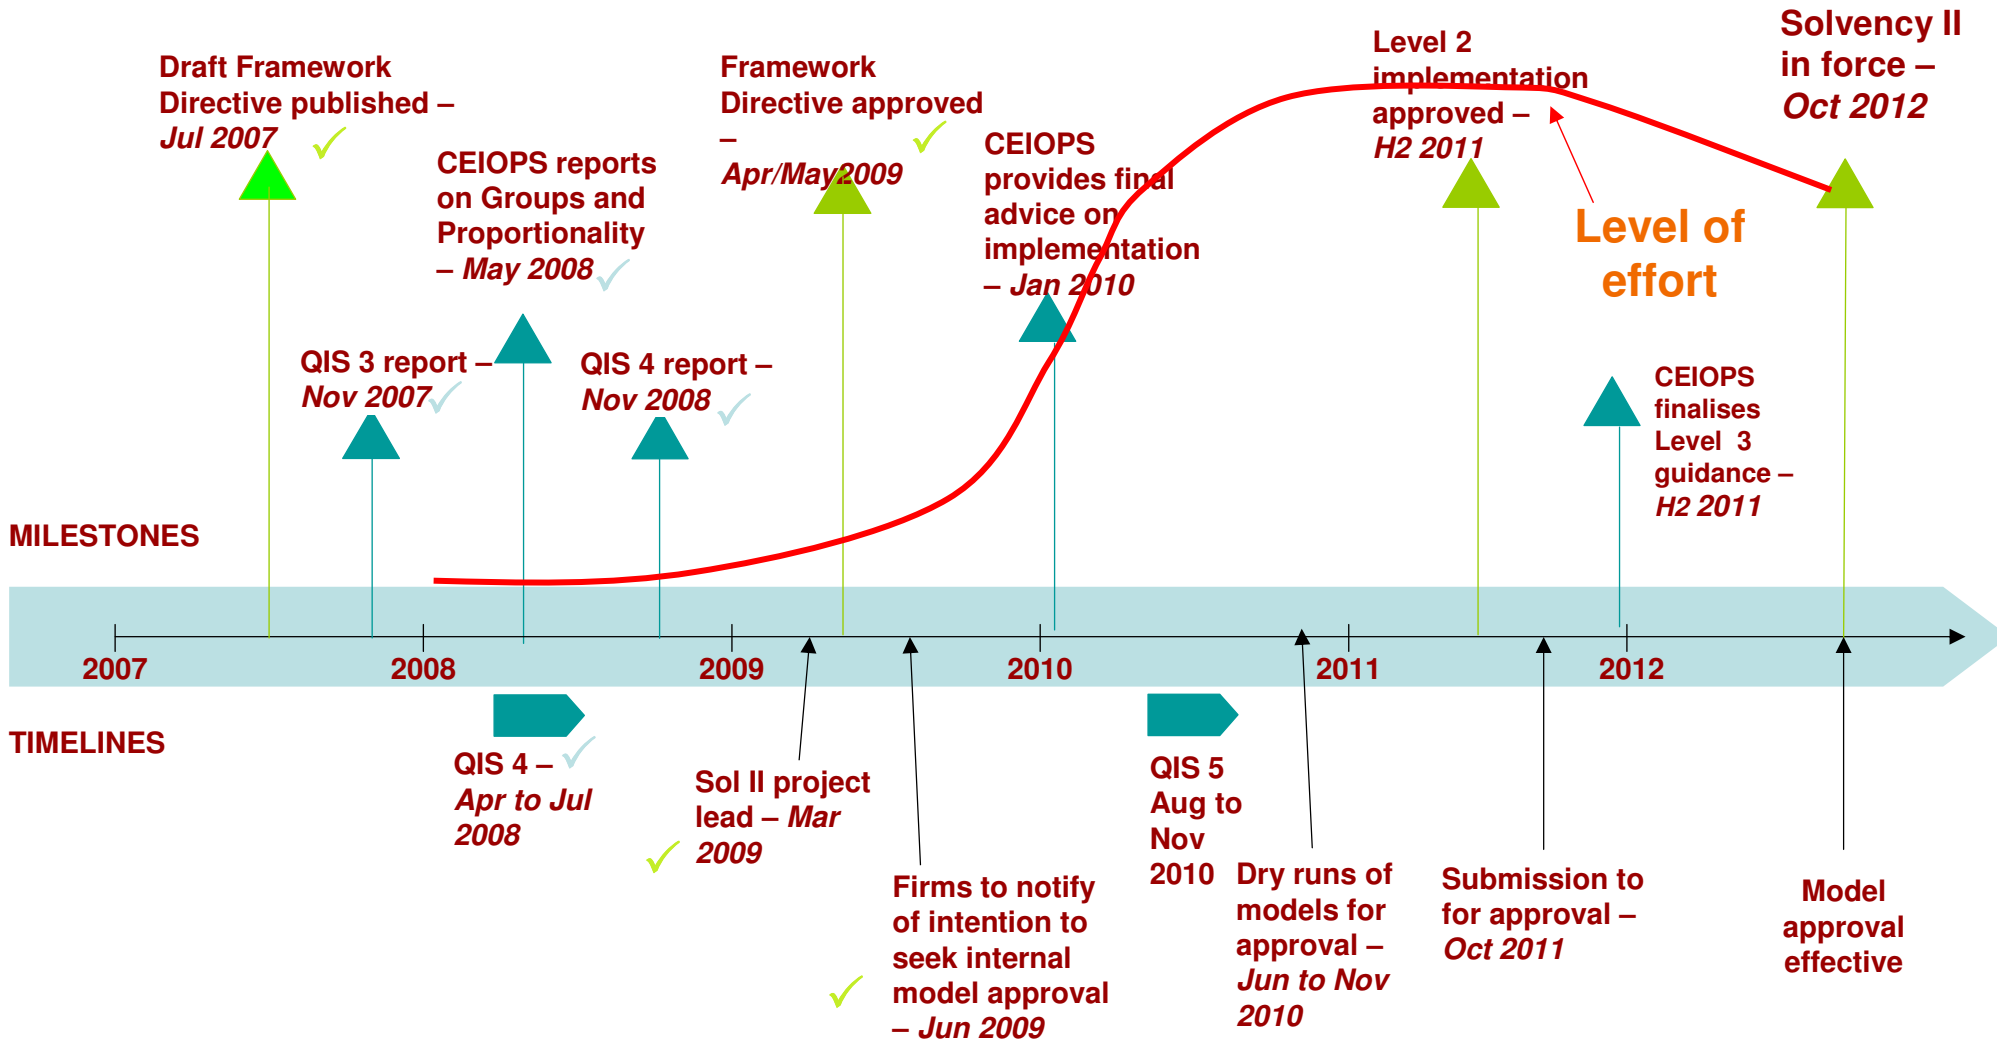 Draft Framework
Directive published –
Jul 2007
CEIOPS reports
on Groups and
Proportionality
– May 2008
QIS 3 report –
Nov 2007
QIS 4 report –
Nov 2008
Framework
Directive approved
–
Apr/May2009
CEIOPS
provides final
advice on
implementation
– Jan 2010
Level 2
implementation
approved –
H2 2011
Solvency II
in force –
Oct 2012
Level of
effort
CEIOPS
finalises
Level 3
guidance –
H2 2011
MILESTONES
2007 2008 2009 2010 2011 2012
TIMELINES
QIS 4 –
Apr to Jul
2008
Sol II project
lead – Mar
2009
Firms to notify
of intention to
seek internal
model approval
– Jun 2009
QIS 5
Aug to
Nov
2010
Dry runs of
models for
approval –
Jun to Nov
2010
Submission to
for approval –
Oct 2011
Model
approval
effective